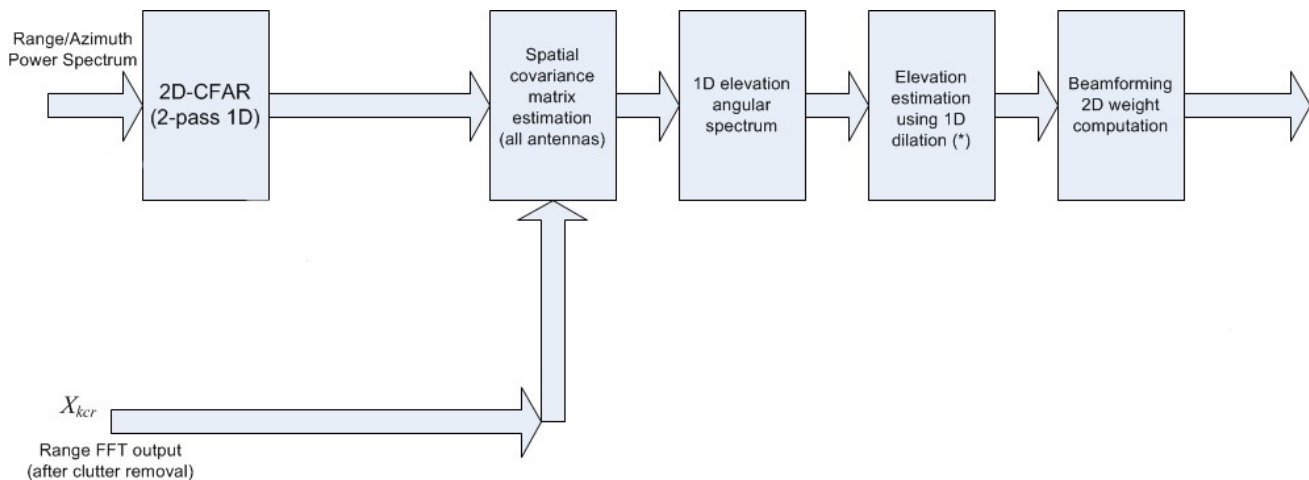 Range/Azimuth
Power Spectrum
2D-CFAR
(2-pass 1D)
Spatial
covariance
matrix
estimation
(all antennas)
1D elevation
angular
spectrum
Elevation
estimation
using 1D
dilation (*)
Beamforming
2D weight
computation
Xkcr
Range FFT output
(after clutter removal)